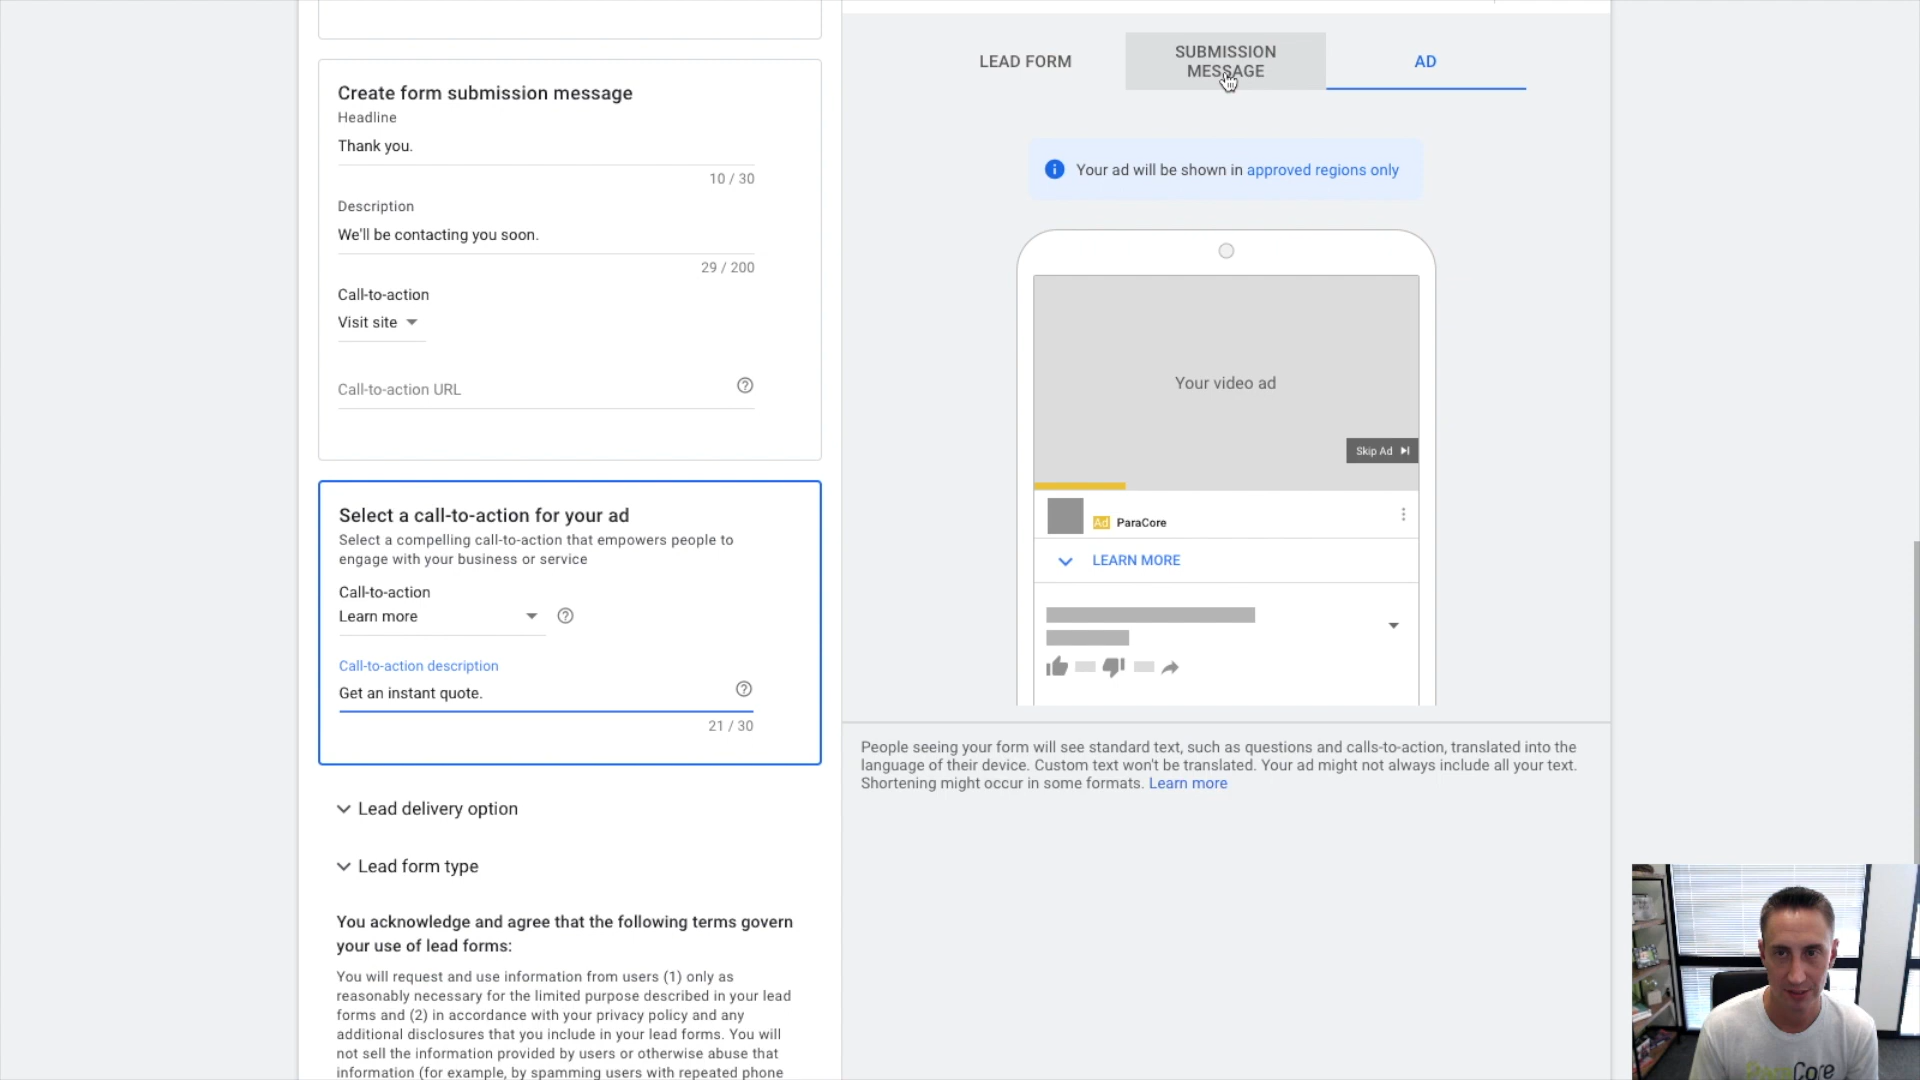 Create form submission message
Headline
Thank you.
10 / 30
Description
We'll be contacting you soon.
29 / 200
Call-to-action
Visit site
Call-to-action URL
Select a call-to-action for your ad
Select a compelling call-to-action that empowers people to
engage with your business or service
Call-to-action
Learn more
Call-to-action description
Get an instant quote.
21 / 30
Lead delivery option
Lead form type
You acknowledge and agree that the following terms govern
your use of lead forms:
You will request and use information from users (1) only as
reasonably necessary for the limited purpose described in your lead
forms and (2) in accordance with your privacy policy and any
additional disclosures that you include in your lead forms. You will
not sell the information provided by users or otherwise abuse that
information (for example, by spamming users with repeated phone
LEAD FORM
SUBMISSION
MESSAGE
AD
Your ad will be shown in approved regions only
Your video ad
Skip Ad
Ad ParaCore
LEARN MORE
People seeing your form will see standard text, such as questions and calls-to-action, translated into the
language of their device. Custom text won't be translated. Your ad might not always include all your text.
Shortening might occur in some formats. Learn more
ParaCore